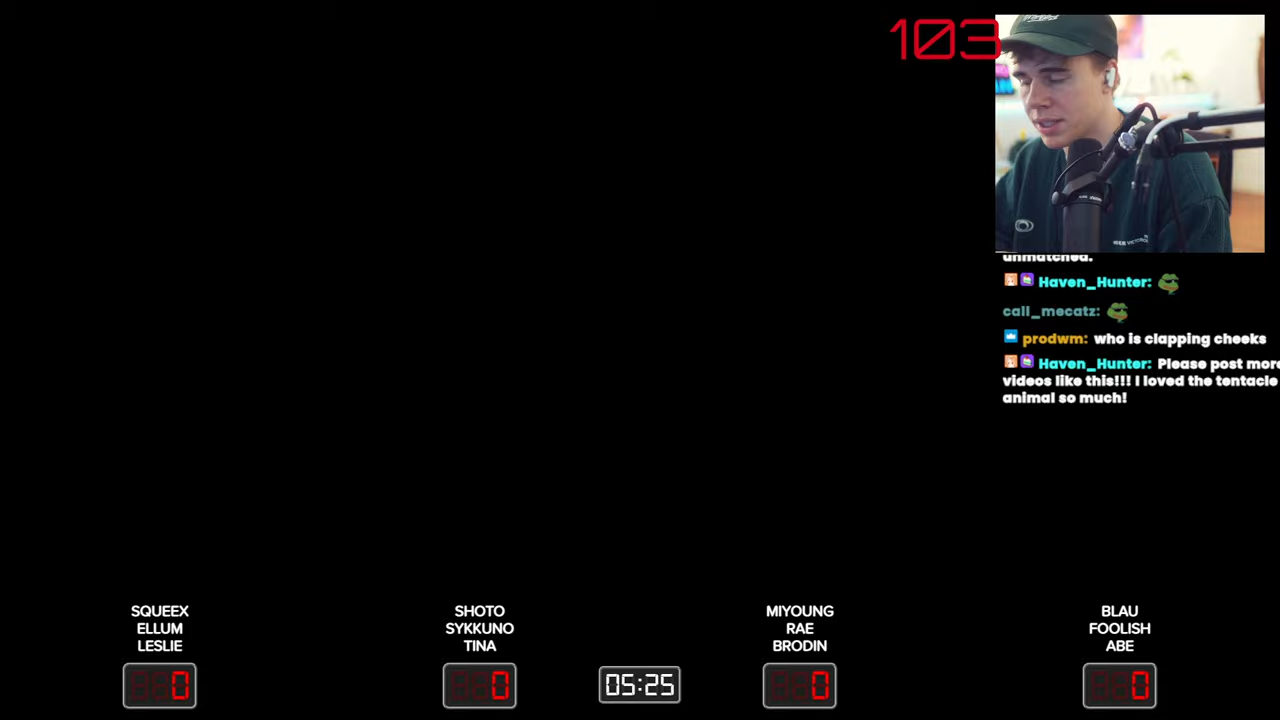 103
unmatched.
Haven_Hunter:
call_mecatz:
prodwm: who is clapping cheeks
Haven_Hunter: Please post more
videos like this!!! I loved the tentacle
animal so much!
SQUEEX
ELLUM
LESLIE
0
SHOTO
SYKKUNO
TINA
0
05:25
MIYOUNG
RAE
BRODIN
0
BLAU
FOOLISH
ABE
0